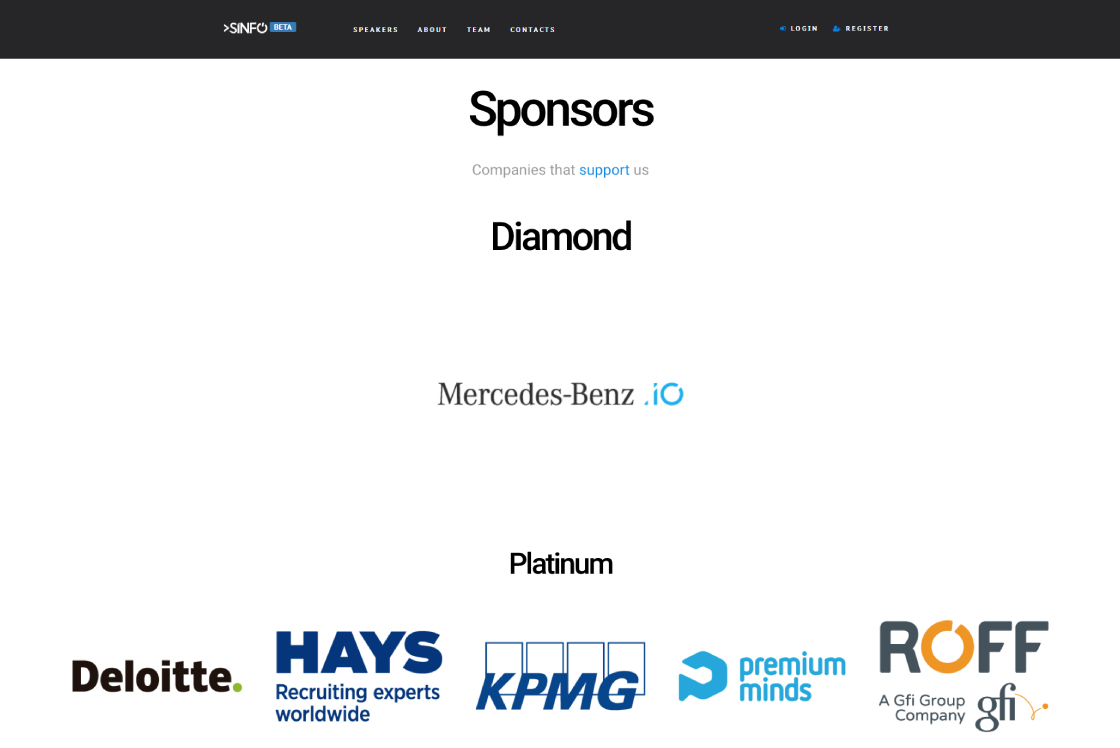 >SINFO BETA SPEAKERS ABOUT TEAM CONTACTS LOGIN REGISTER
Sponsors
Companies that support us
Diamond
Mercedes-Benz .io
Platinum
Deloitte.
HAYS
Recruiting experts
worldwide
KPMG
premium
minds
ROFF
A Gfi Group
Company
gfi